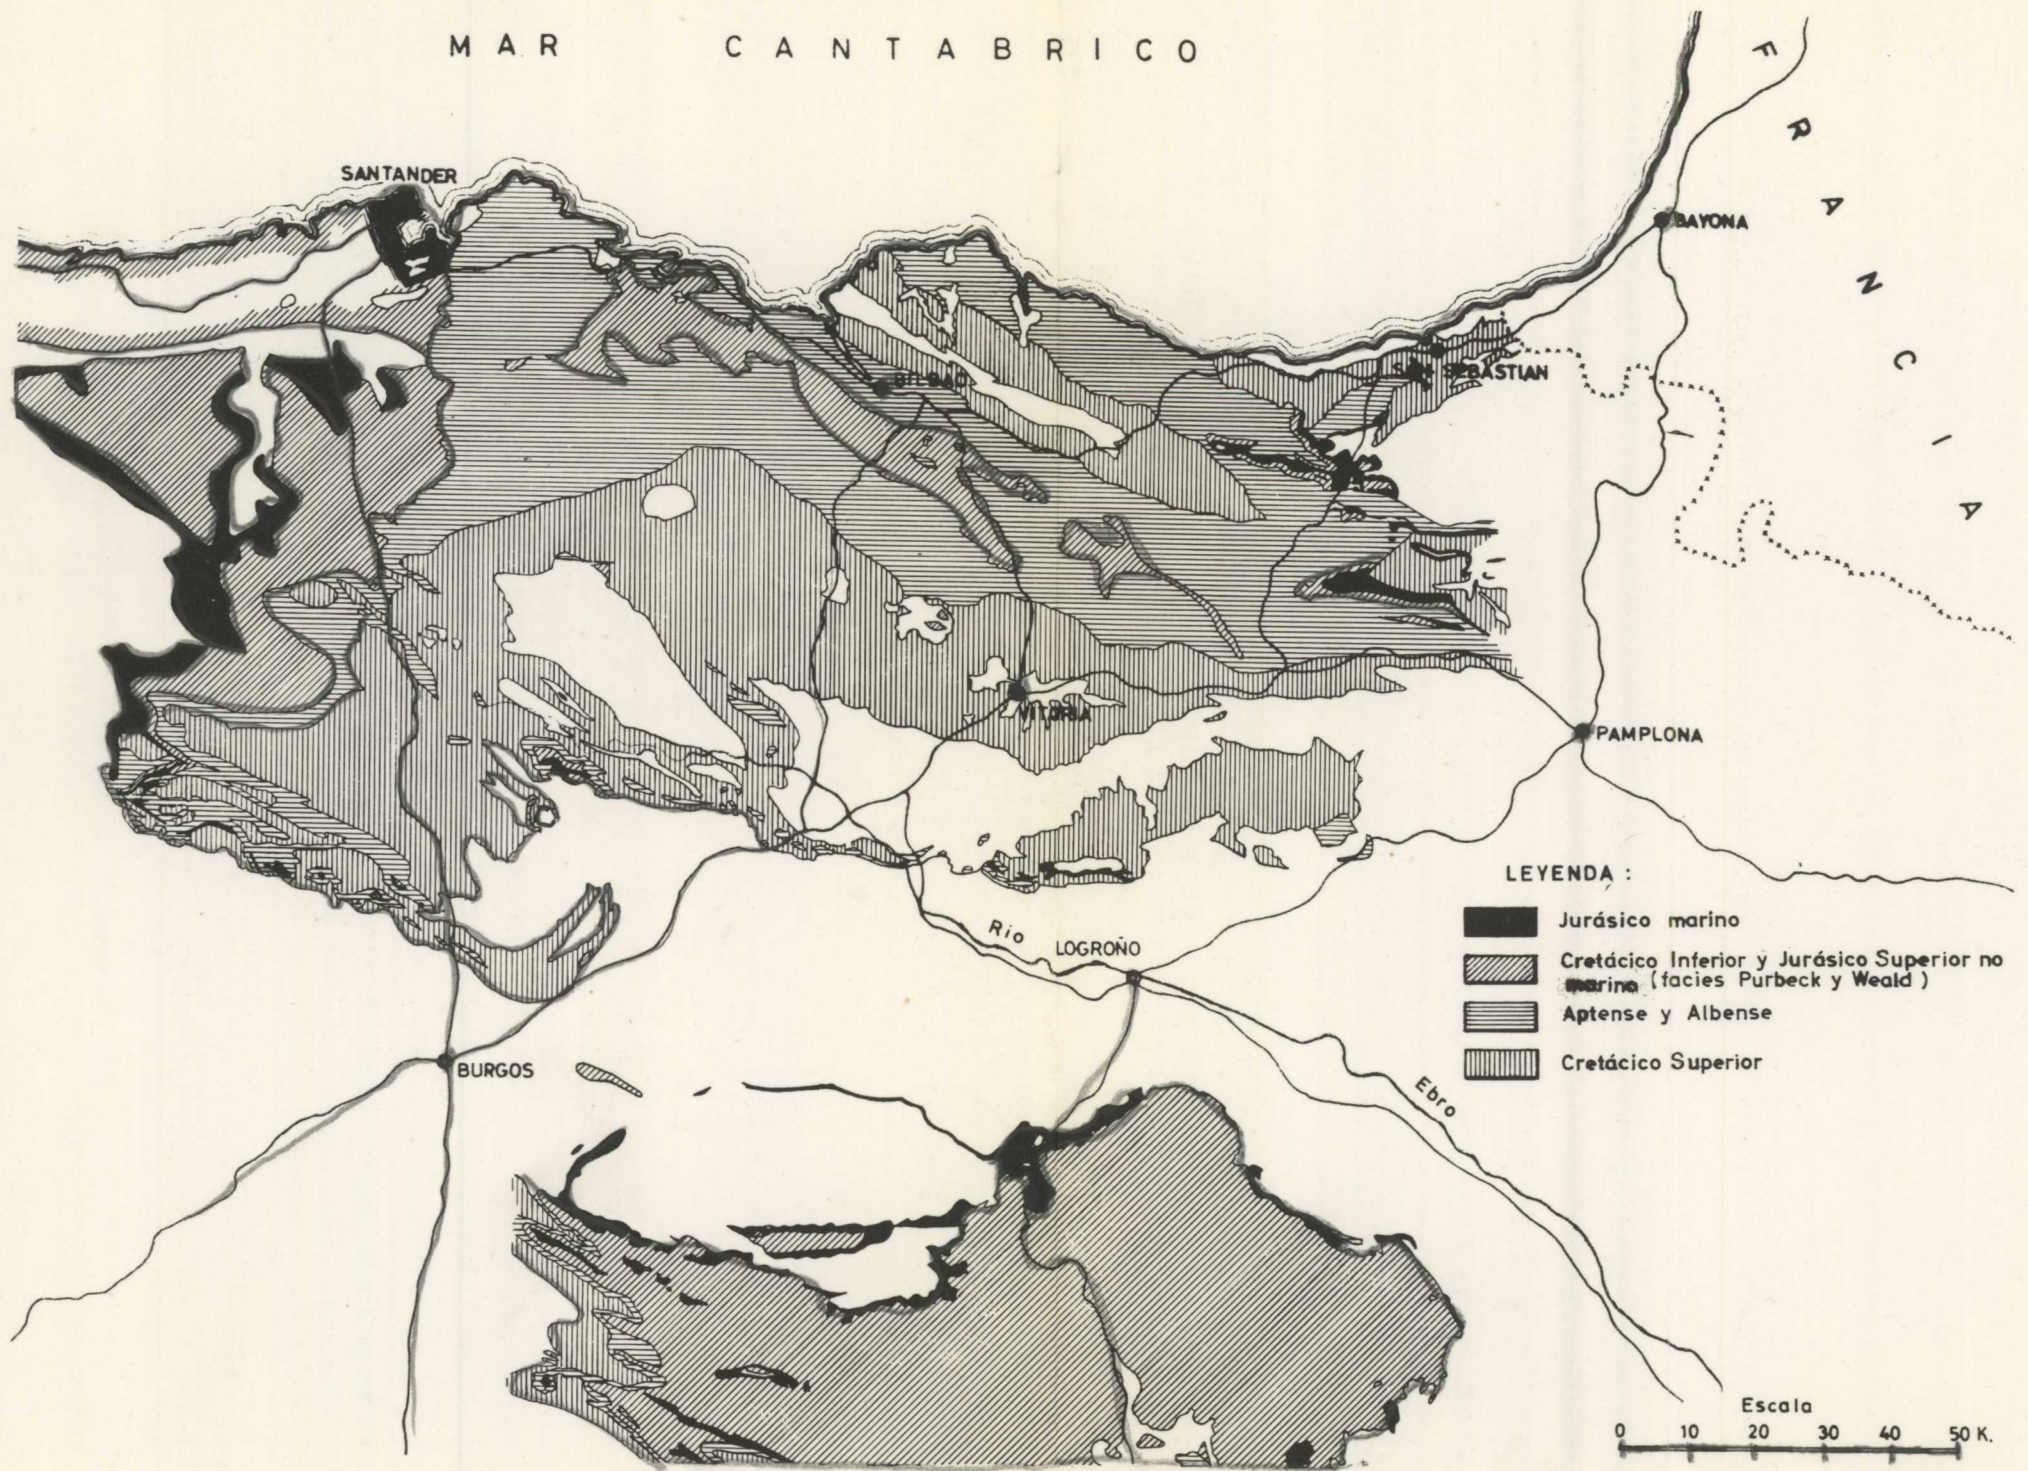 MAR CANTABRICO
FRANCIA
SANTANDER
BAYONA
BILBAO
SAN SEBASTIAN
VITORIA
PAMPLONA
LEYENDA :
Jurásico marino
Cretácico Inferior y Jurásico Superior no
marino (facies Purbeck y Weald)
Aptense y Albense
Cretácico Superior
Rio
LOGROÑO
BURGOS
Ebro
Escala
0 10 20 30 40 50 K.